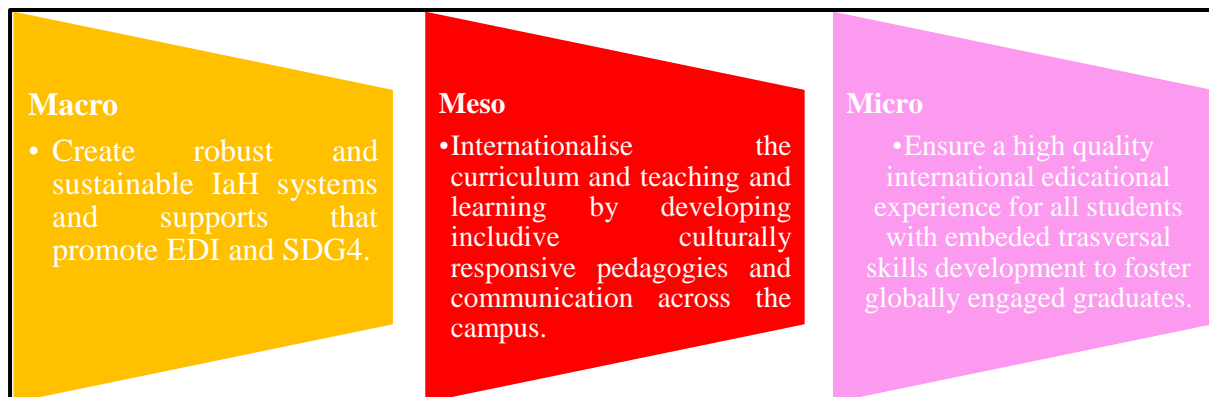 Macro
• Create robust and
sustainable IaH systems
and supports that
promote EDI and SDG4.
Meso
•Internationalise the
curriculum and teaching and
learning by developing
includive culturally
responsive pedagogies and
communication across the
campus.
Micro
•Ensure a high quality
international edicational
experience for all students
with embeded trasversal
skills development to foster
globally engaged graduates.